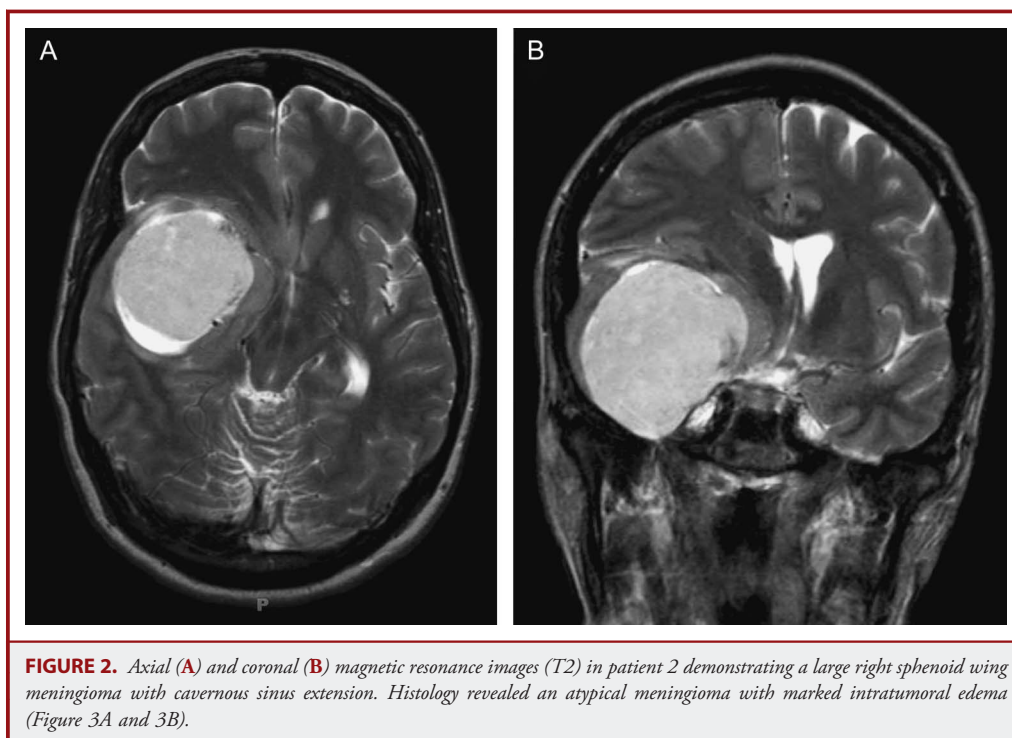 A
B
P
FIGURE 2. Axial (A) and coronal (B) magnetic resonance images (T2) in patient 2 demonstrating a large right sphenoid wing
meningioma with cavernous sinus extension. Histology revealed an atypical meningioma with marked intratumoral edema
(Figure 3A and 3B).